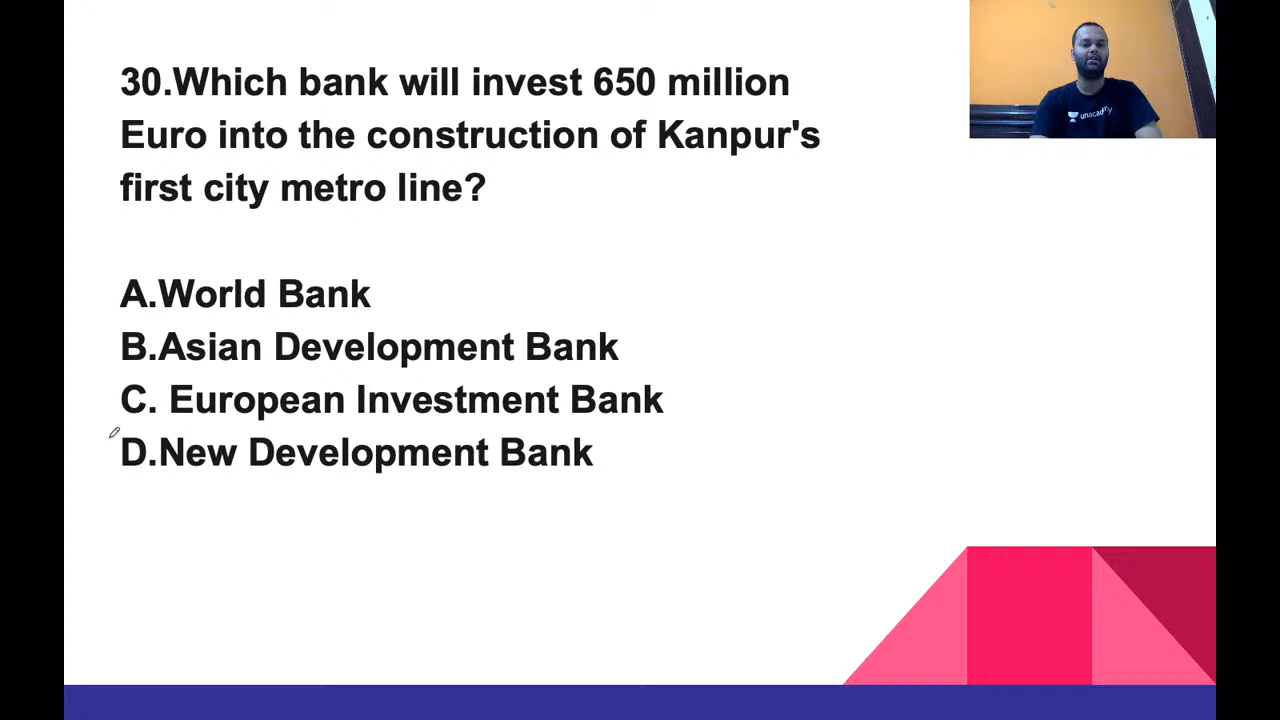 30.Which bank will invest 650 million
Euro into the construction of Kanpur's
first city metro line?
A.World Bank
B.Asian Development Bank
C. European Investment Bank
D.New Development Bank
unacademy